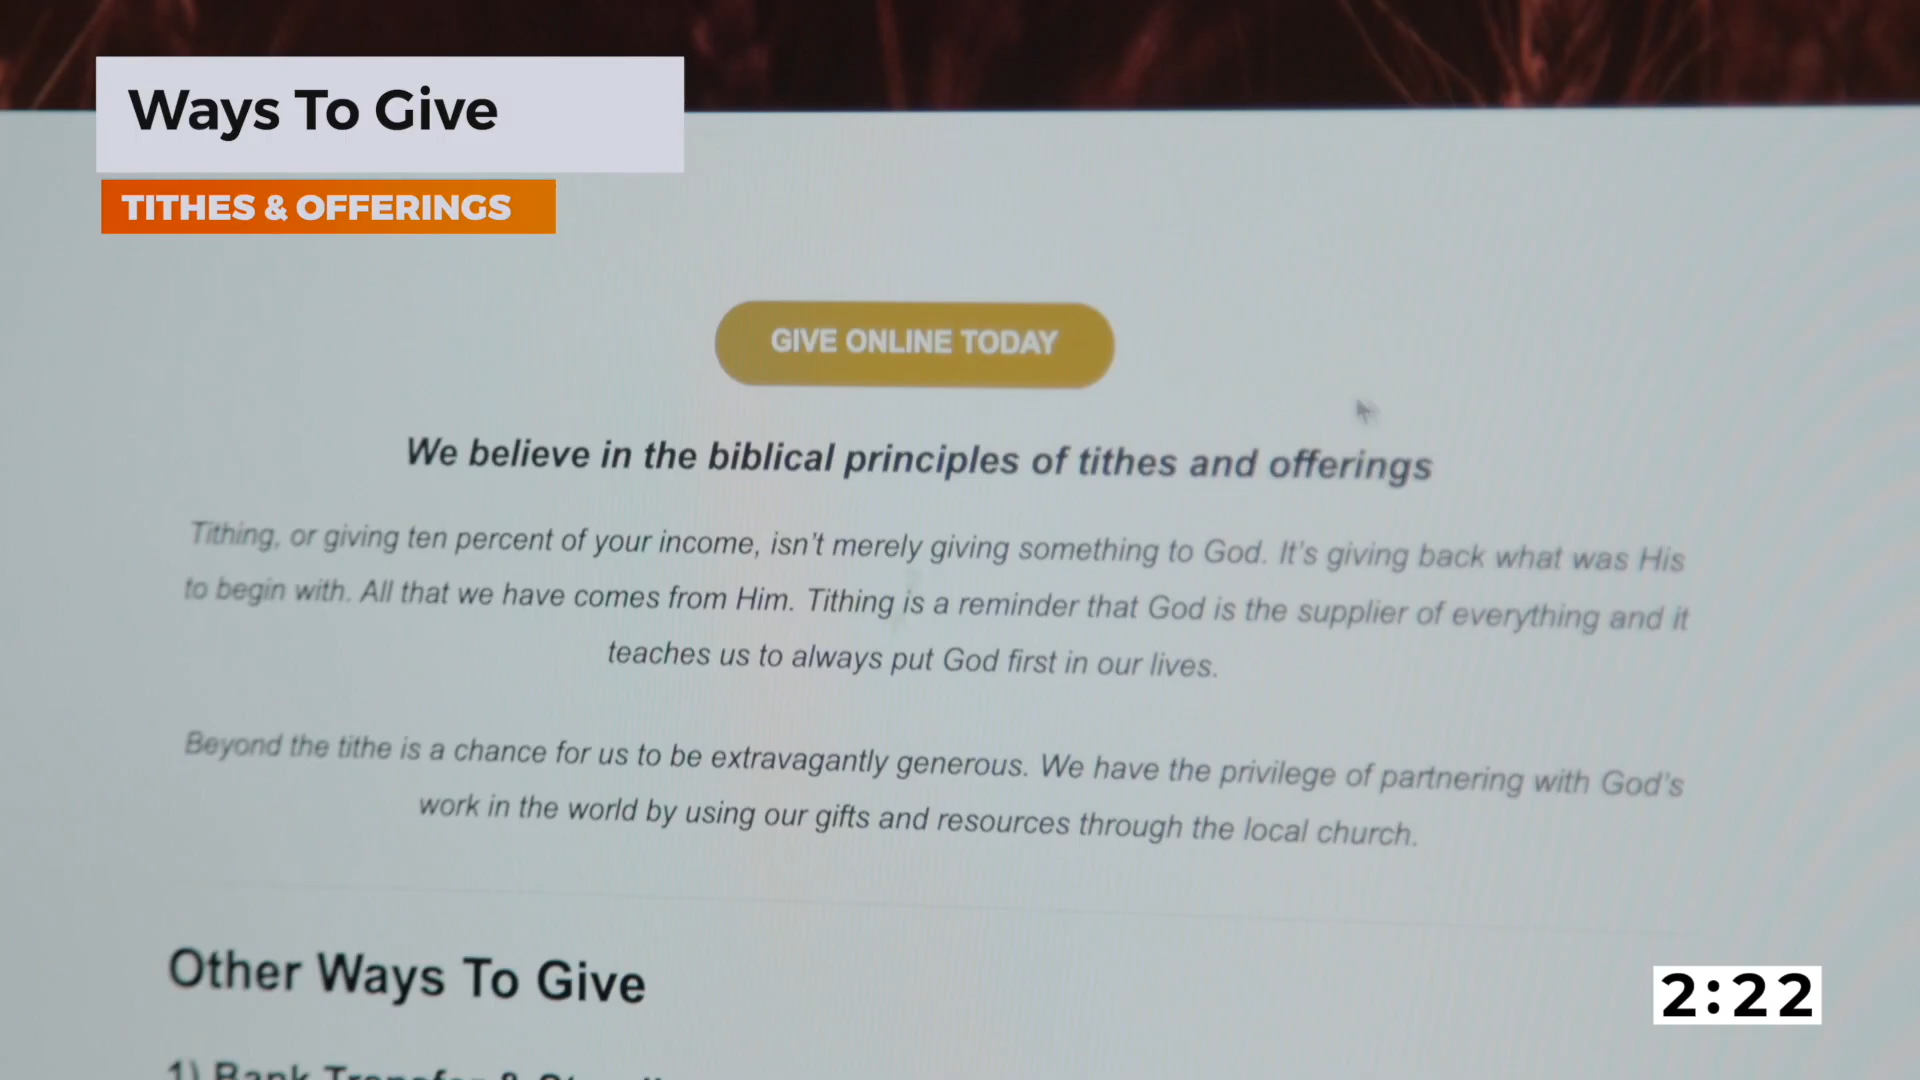 Ways To Give
TITHES & OFFERINGS
GIVE ONLINE TODAY
We believe in the biblical principles of tithes and offerings
Tithing, or giving ten percent of your income, isn't merely giving something to God. It's giving back what was His
to begin with. All that we have comes from Him. Tithing is a reminder that God is the supplier of everything and it
teaches us to always put God first in our lives.
Beyond the tithe is a chance for us to be extravagantly generous. We have the privilege of partnering with God's
work in the world by using our gifts and resources through the local church.
Other Ways To Give
2:22
1) Bank Transfer &